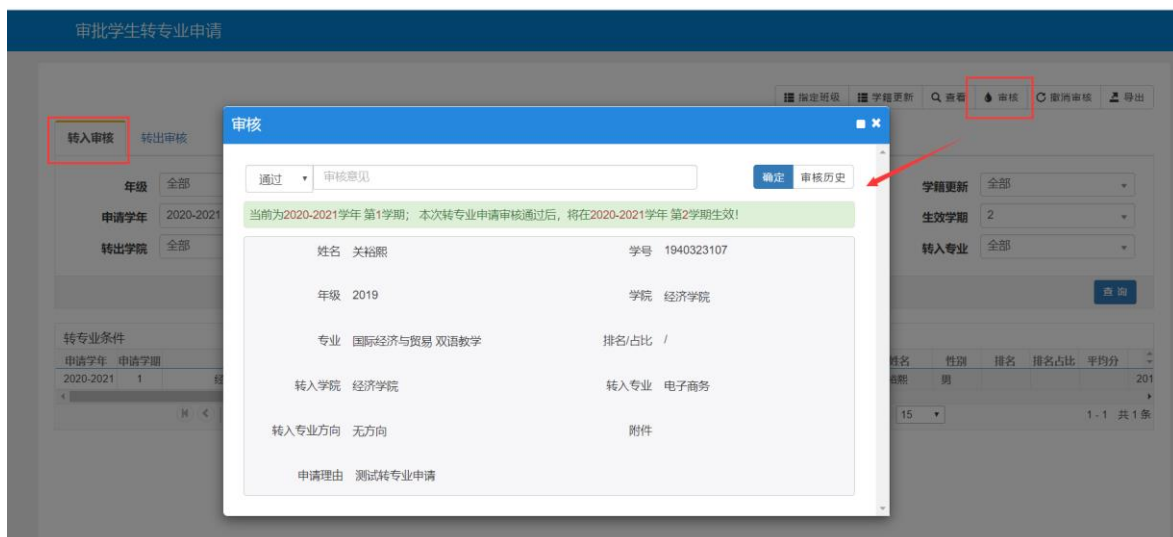 审批学生转专业申请
指定班级 学籍更新 查看 审核 撤消审核 导出
转入审核 转出审核
审核
通过 审核意见 确定 审核历史
年级 全部 学籍更新 全部
当前为2020-2021学年 第1学期; 本次转专业申请审核通过后，将在2020-2021学年 第2学期生效!
申请学年 2020-2021 生效学期 2
转出学院 全部 转入专业 全部
姓名 关裕熙 学号 1940323107
年级 2019 学院 经济学院
查询
专业 国际经济与贸易 双语教学 排名/占比 /
转专业条件
申请学年 申请学期 姓名 性别 排名 排名占比 平均分
2020-2021 1 经 裕熙 男 201
转入学院 经济学院 转入专业 电子商务
15 1 - 1 共 1 条
转入专业方向 无方向 附件
申请理由 测试转专业申请